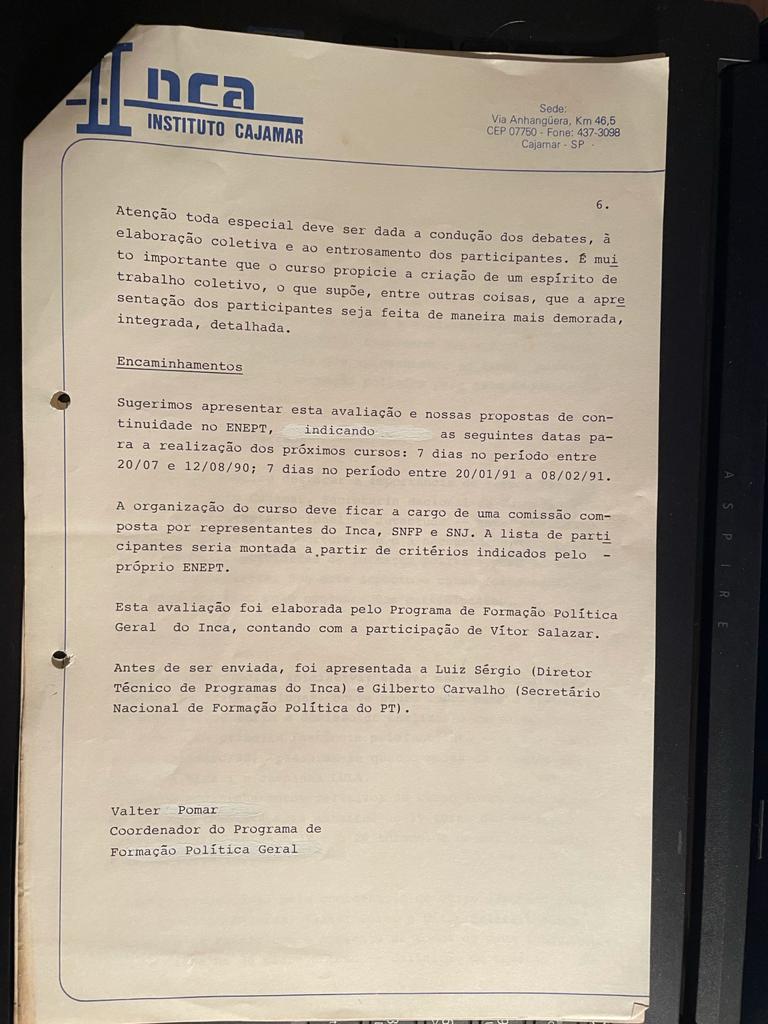 Inca
INSTITUTO CAJAMAR
Sede:
Via Anhangüera, Km 46,5
CEP 07750 - Fone: 437-3098
Cajamar - SP -
6.
Atenção toda especial deve ser dada a condução dos debates, à
elaboração coletiva e ao entrosamento dos participantes. É mui
to importante que o curso propicie a criação de um espírito de
trabalho coletivo, o que supõe, entre outras coisas, que a apre
sentação dos participantes seja feita de maneira mais demorada,
integrada, detalhada.
Encaminhamentos
Sugerimos apresentar esta avaliação e nossas propostas de con-
tinuidade no ENEPT, indicando as seguintes datas pa-
ra a realização dos próximos cursos: 7 dias no período entre
20/07 e 12/08/90; 7 dias no período entre 20/01/91 a 08/02/91.
A organização do curso deve ficar a cargo de uma comissão com-
posta por representantes do Inca, SNFP e SNJ. A lista de parti
cipantes seria montada a partir de critérios indicados pelo -
próprio ENEPT.
Esta avaliação foi elaborada pelo Programa de Formação Política
Geral do Inca, contando com a participação de Vítor Salazar.
Antes de ser enviada, foi apresentada a Luiz Sérgio (Diretor
Técnico de Programas do Inca) e Gilberto Carvalho (Secretário
Nacional de Formação Política do PT).
Valter Pomar
Coordenador do Programa de
Formação Política Geral
ASPIRE